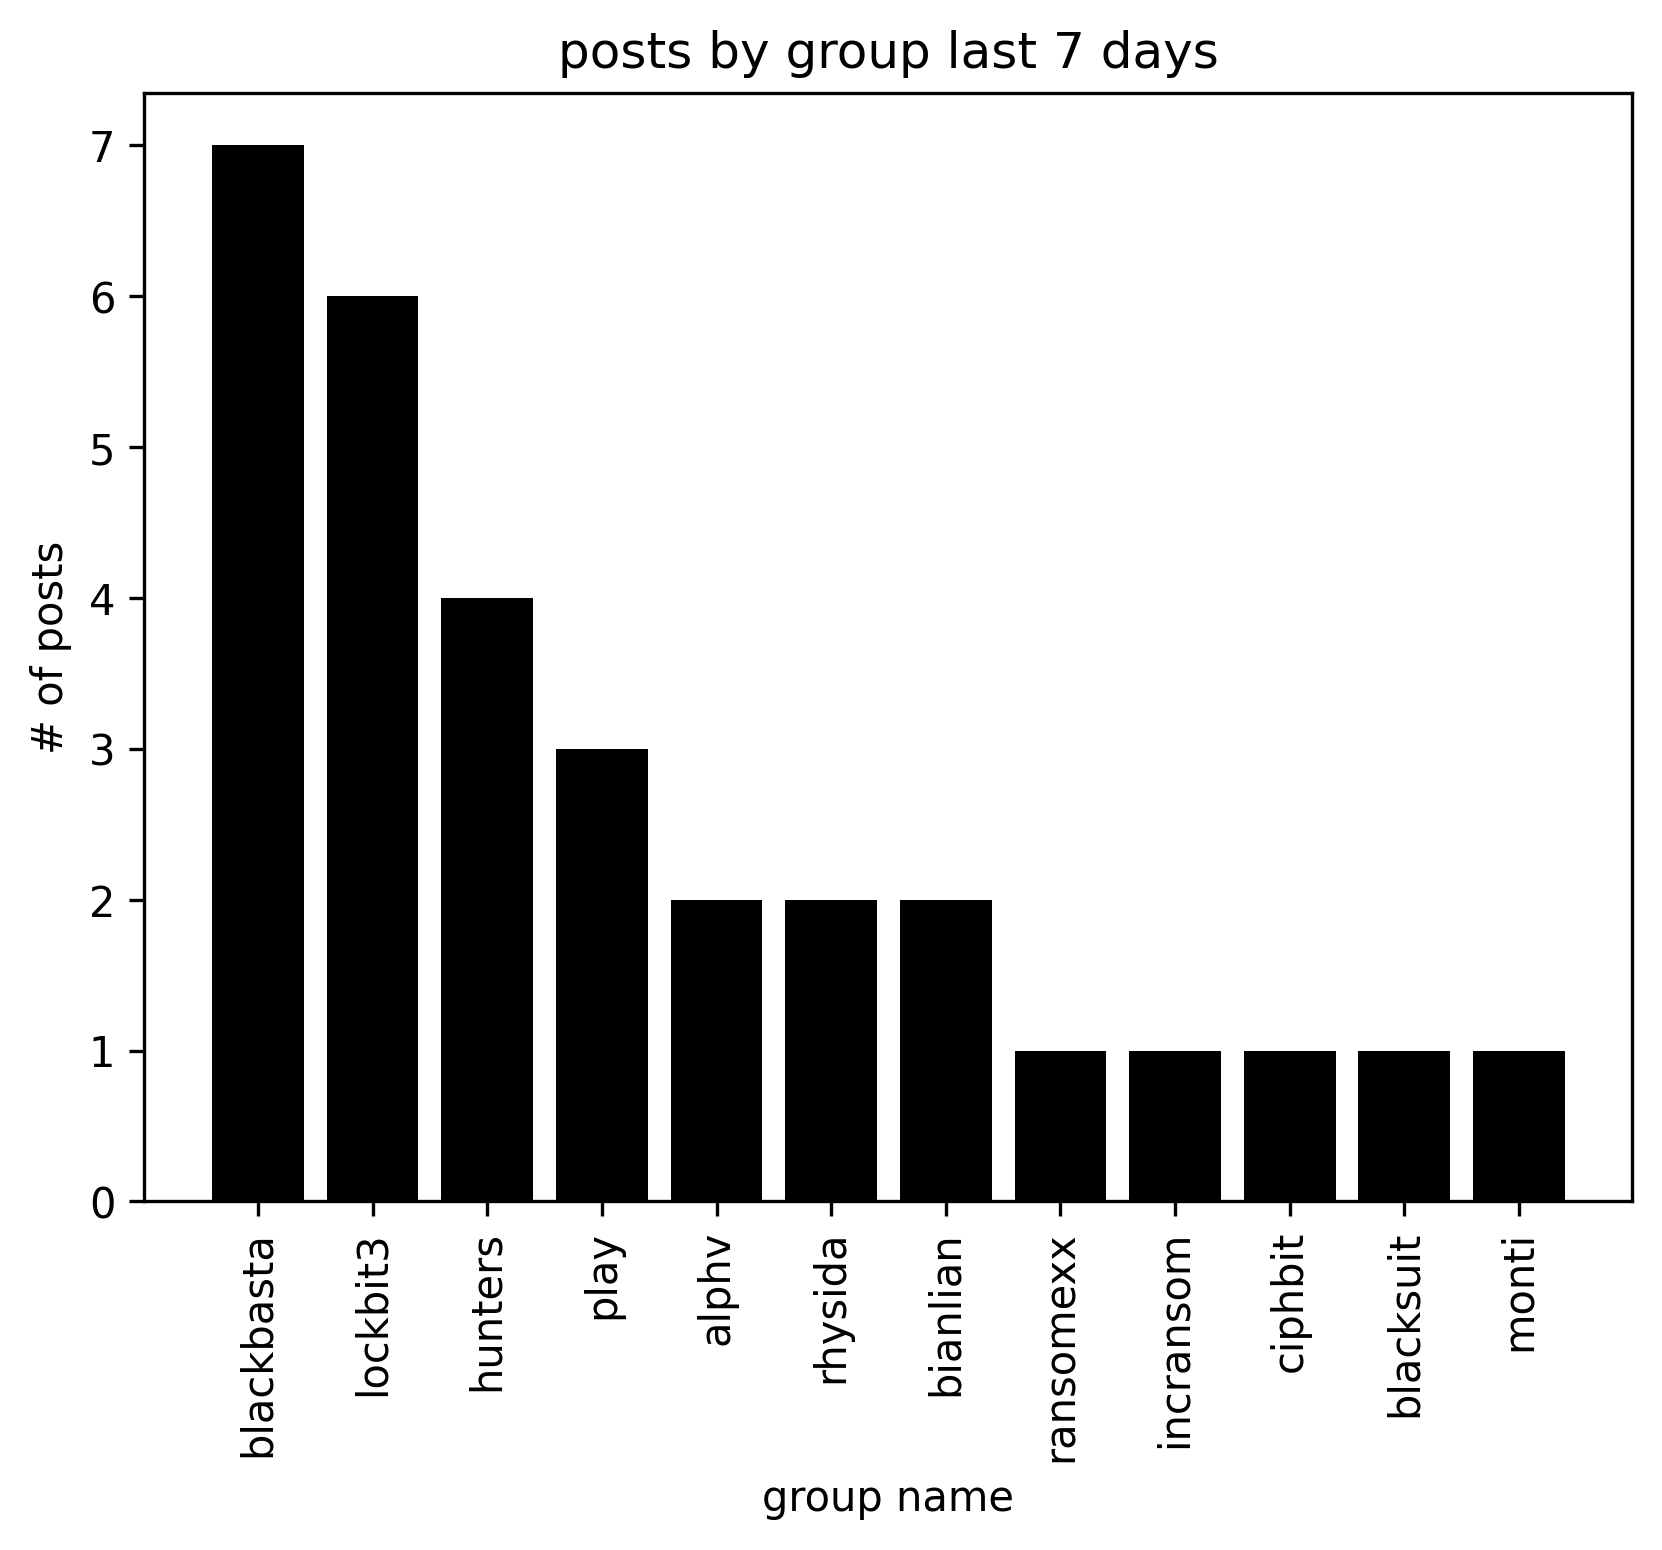 posts by group last 7 days
# of posts
7
6
5
4
3
2
1
0
blackbasta
lockbit3
hunters
play
alphv
rhysida
bianlian
ransomexx
incransom
ciphbit
blacksuit
monti
group name